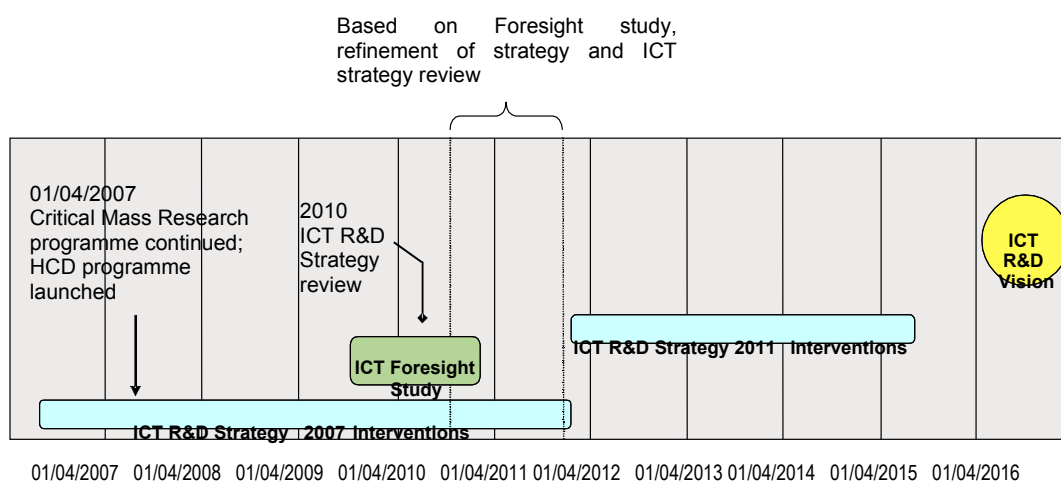 Based on Foresight study,
refinement of strategy and ICT
strategy review
01/04/2007
Critical Mass Research
programme continued;
HCD programme
launched
2010
ICT R&D
Strategy
review
ICT
R&D
Vision
ICT R&D Strategy 2011 Interventions
ICT Foresight
Study
ICT R&D Strategy 2007 Interventions
01/04/2007 01/04/2008 01/04/2009 01/04/2010 01/04/2011 01/04/2012 01/04/2013 01/04/2014 01/04/2015 01/04/2016